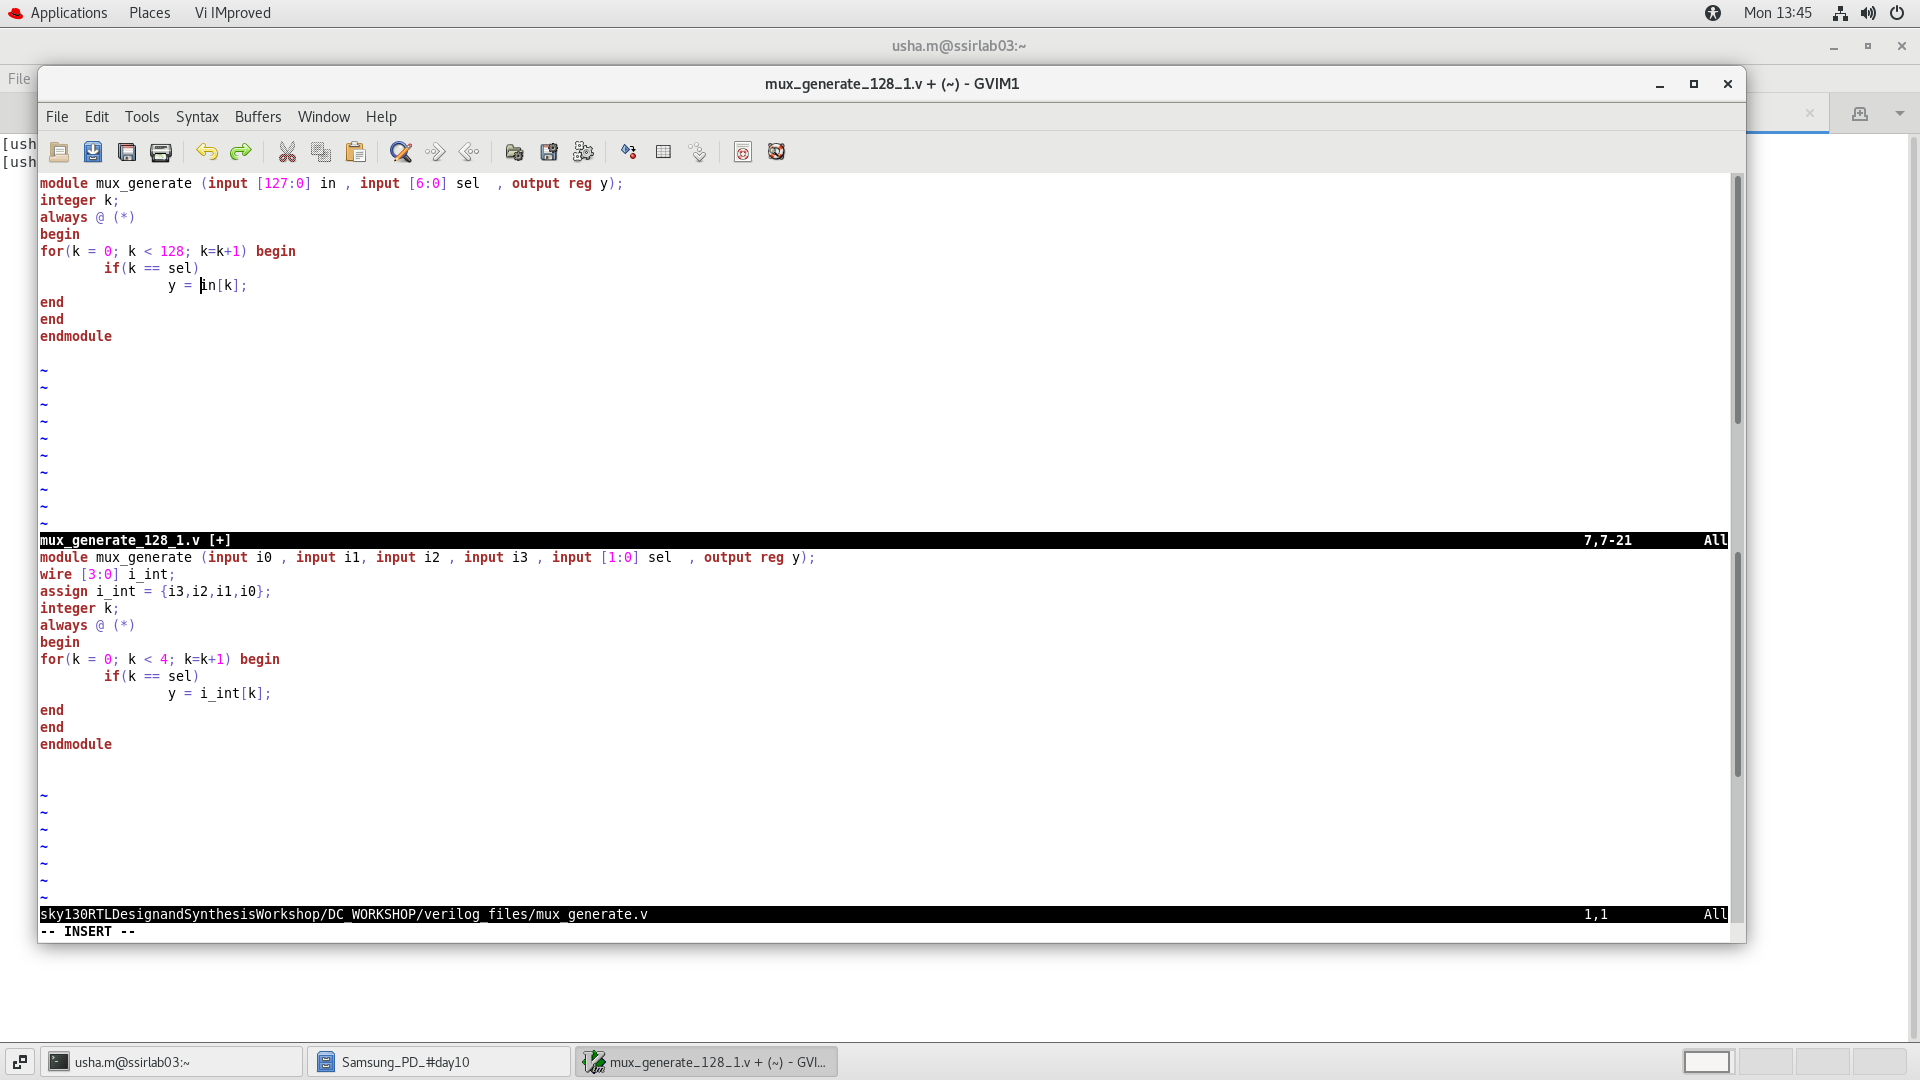 Applications Places Vi IMproved Mon 13:45
usha.m@ssirlab03:~
File
mux_generate_128_1.v + (~) - GVIM1
File Edit Tools Syntax Buffers Window Help
[ush
[ush
module mux_generate (input [127:0] in , input [6:0] sel  , output reg y);
integer k;
always @ (*)
begin
for(k = 0; k < 128; k=k+1) begin
        if(k == sel)
                y = in[k];
end
end
endmodule
~
~
~
~
~
~
~
~
~
~
mux_generate_128_1.v [+] 7,7-21 All
module mux_generate (input i0 , input i1, input i2 , input i3 , input [1:0] sel  , output reg y);
wire [3:0] i_int;
assign i_int = {i3,i2,i1,i0};
integer k;
always @ (*)
begin
for(k = 0; k < 4; k=k+1) begin
        if(k == sel)
                y = i_int[k];
end
end
endmodule
~
~
~
~
~
~
~
sky130RTLDesignandSynthesisWorkshop/DC_WORKSHOP/verilog_files/mux_generate.v 1,1 All
-- INSERT --
usha.m@ssirlab03:~ Samsung_PD_#day10 mux_generate_128_1.v + (~) - GVI...